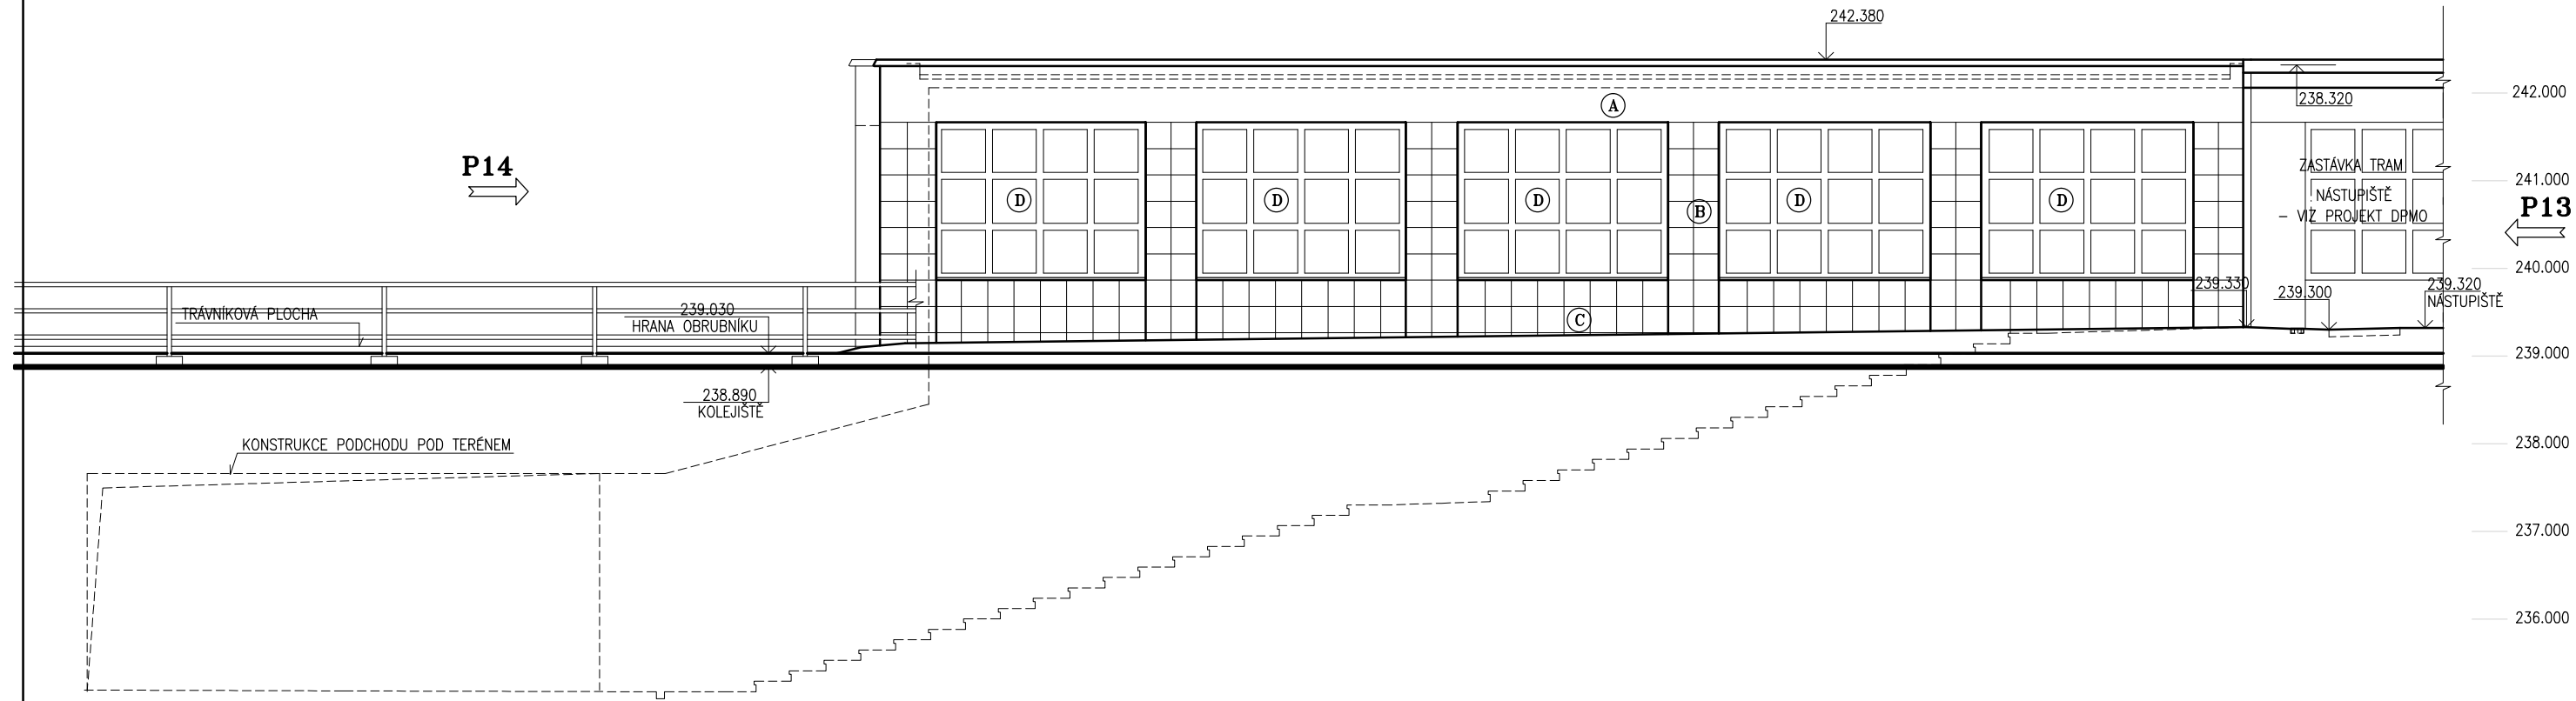 242.380
242.000
238.320
A
P14
ZASTÁVKA TRAM
241.000
D
D
D
D
D
NÁSTUPIŠTĚ
B
P13
- VIZ PROJEKT DPMO
240.000
239.330
239.300
239.320
NÁSTUPIŠTĚ
TRÁVNÍKOVÁ PLOCHA
239.030
HRANA OBRUBNÍKU
C
239.000
238.890
KOLEJIŠTĚ
KONSTRUKCE PODCHODU POD TERÉNEM
238.000
237.000
236.000